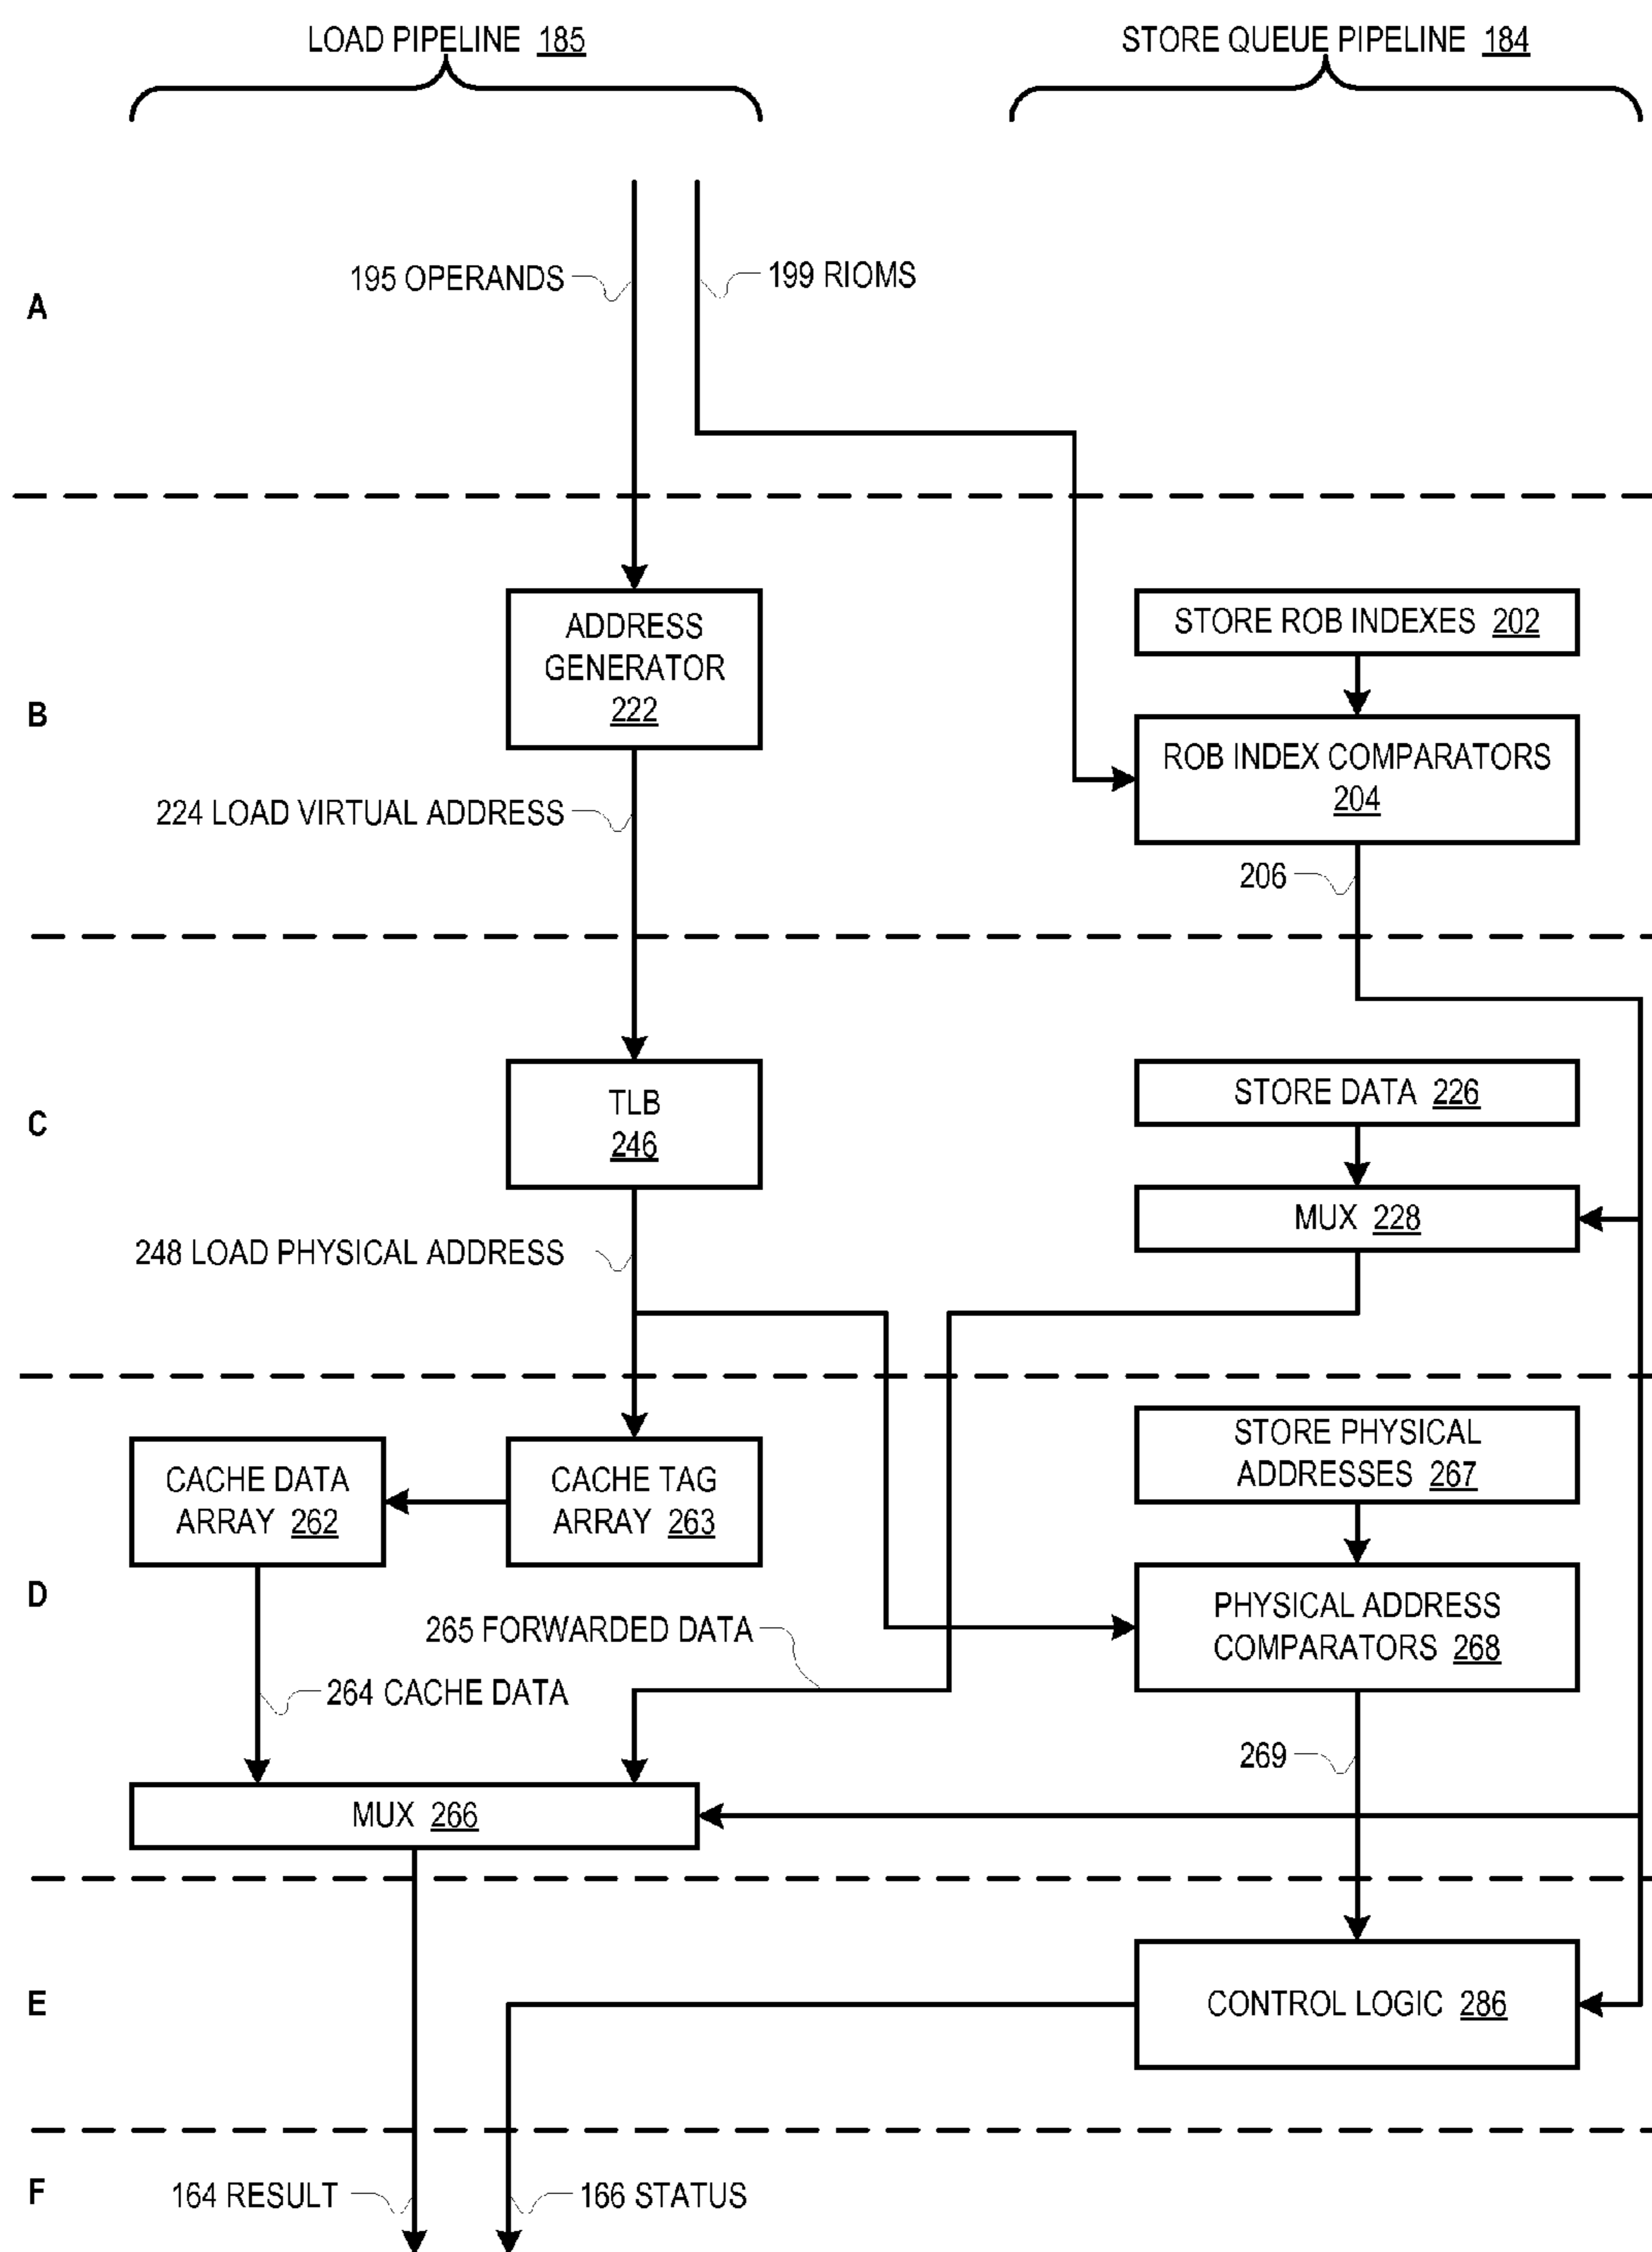 LOAD PIPELINE 185
STORE QUEUE PIPELINE 184
195 OPERANDS
199 RIOMS
A
ADDRESS
GENERATOR
222
STORE ROB INDEXES 202
B
ROB INDEX COMPARATORS
204
224 LOAD VIRTUAL ADDRESS
206
TLB
246
STORE DATA 226
C
MUX 228
248 LOAD PHYSICAL ADDRESS
STORE PHYSICAL
ADDRESSES 267
CACHE DATA
ARRAY 262
CACHE TAG
ARRAY 263
D
PHYSICAL ADDRESS
COMPARATORS 268
265 FORWARDED DATA
264 CACHE DATA
269
MUX 266
E
CONTROL LOGIC 286
F
164 RESULT
166 STATUS